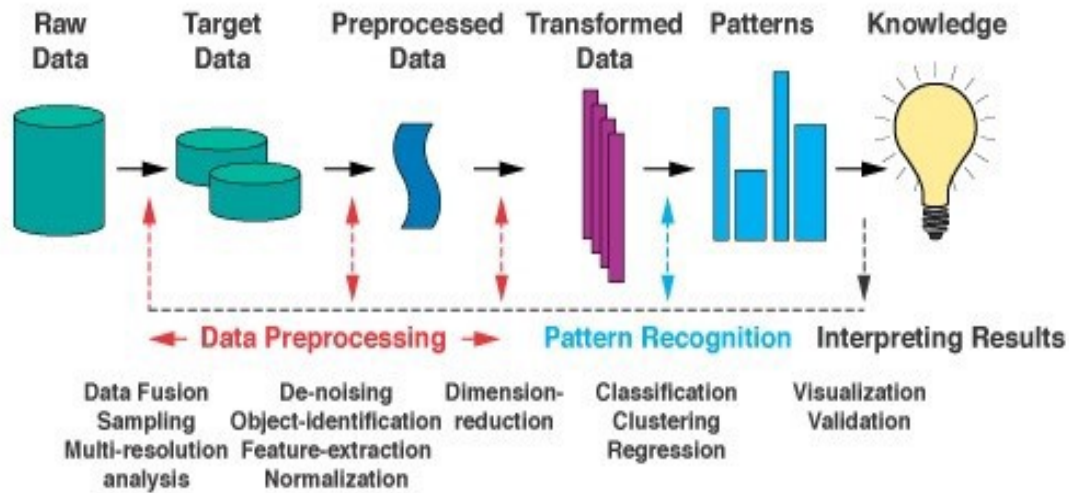 Raw
Data
Target
Data
Preprocessed
Data
Transformed
Data
Patterns
Knowledge
Data Preprocessing
Pattern Recognition
Interpreting Results
Data Fusion
Sampling
Multi-resolution
analysis
De-noising
Object-identification
Feature-extraction
Normalization
Dimension-
reduction
Classification
Clustering
Regression
Visualization
Validation